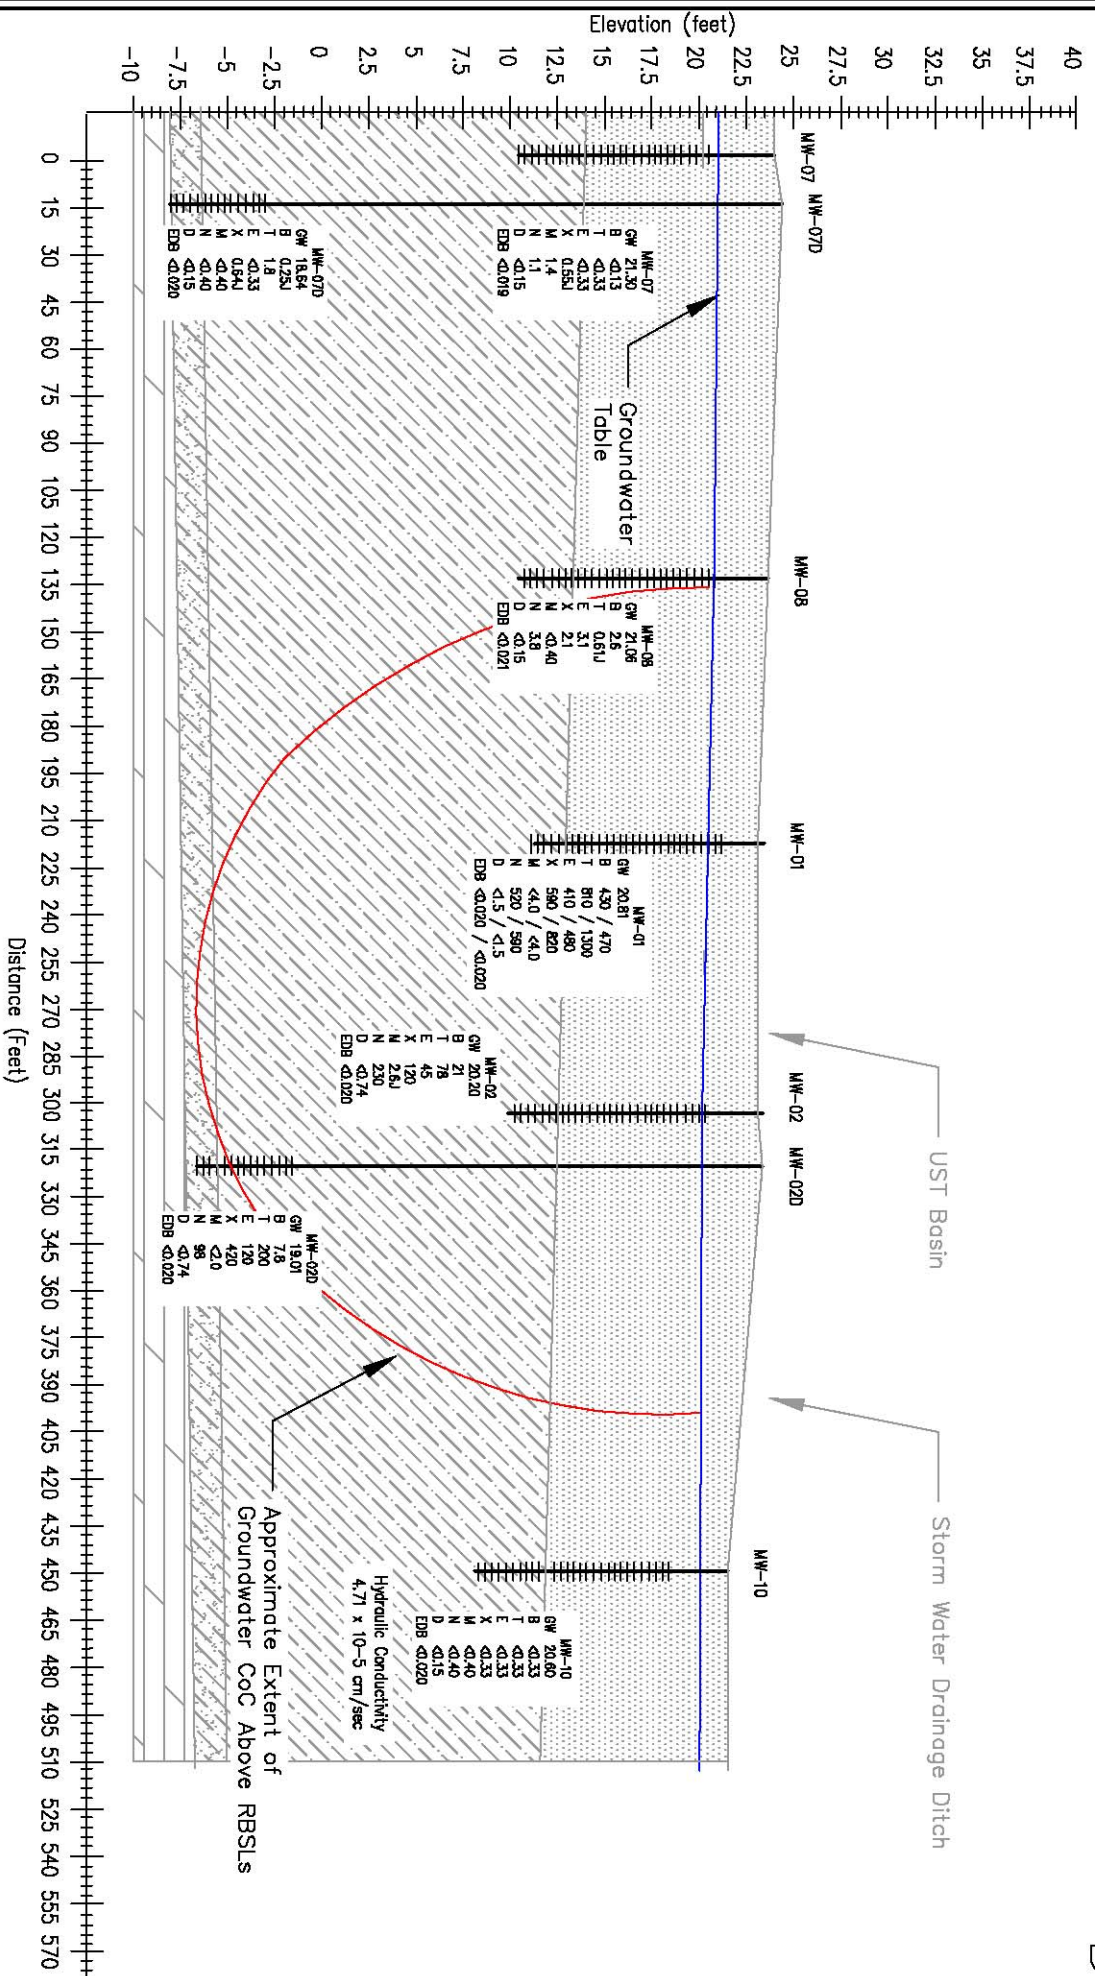 Elevation (feet)
40
37.5
35
32.5
30
27.5
25
22.5
20
17.5
15
12.5
10
7.5
5
2.5
0
-2.5
-5
-7.5
-10
MW-07
MW-07D
MW-08
MW-01
MW-02
MW-02D
MW-10
UST Basin
Storm Water Drainage Ditch
Groundwater
Table
MW-07
GW 21.30
B <0.13
T <0.33
E <0.33
X 0.55J
M 1.4
N 1.1
D <0.15
EDB <0.019
MW-07D
GW 18.64
B 0.25J
T 1.8
E <0.33
X 0.64J
M <0.40
N <0.40
D <0.15
EDB <0.020
MW-08
GW 21.06
B 2.6
T 0.61J
E 3.1
X 2.1
M <0.40
N 3.8
D <0.15
EDB <0.021
MW-01
GW 20.81
B 430 / 470
T 810 / 1300
E 410 / 480
X 590 / 820
M <4.0 / <4.0
N 520 / 590
D <1.5 / <1.5
EDB <0.020 / <0.020
MW-02
GW 20.20
B 21
T 78
E 45
X 120
M 2.6J
N 230
D <0.74
EDB <0.020
MW-02D
GW 19.01
B 7.8
T 200
E 120
X 420
M <2.0
N 98
D <0.74
EDB <0.020
MW-10
GW 20.60
B <0.33
T <0.33
E <0.33
X <0.33
M <0.40
N <0.40
D <0.15
EDB <0.020
Hydraulic Conductivity
4.71 x 10-5 cm/sec
Approximate Extent of
Groundwater CoC Above RBSLs
0 15 30 45 60 75 90 105 120 135 150 165 180 195 210 225 240 255 270 285 300 315 330 345 360 375 390 405 420 435 450 465 480 495 510 525 540 555 570
Distance (Feet)